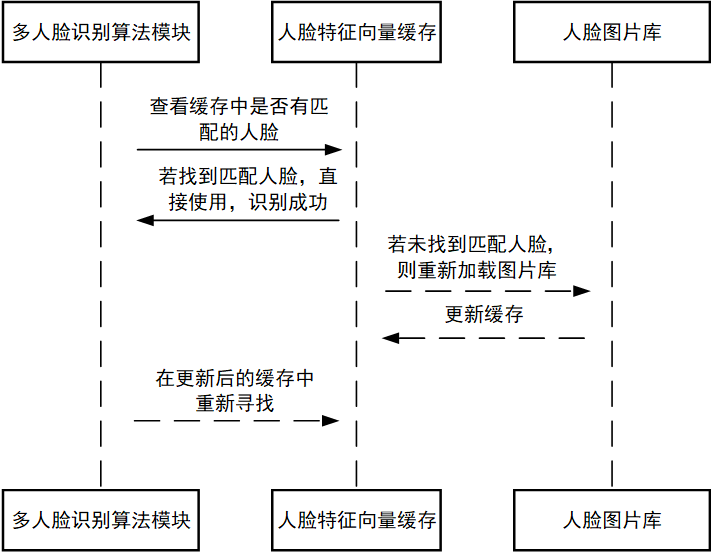 多人脸识别算法模块
人脸特征向量缓存
人脸图片库
查看缓存中是否有匹
配的人脸
若找到匹配人脸，直
接使用，识别成功
若未找到匹配人脸，
则重新加载图片库
更新缓存
在更新后的缓存中
重新寻找
多人脸识别算法模块
人脸特征向量缓存
人脸图片库